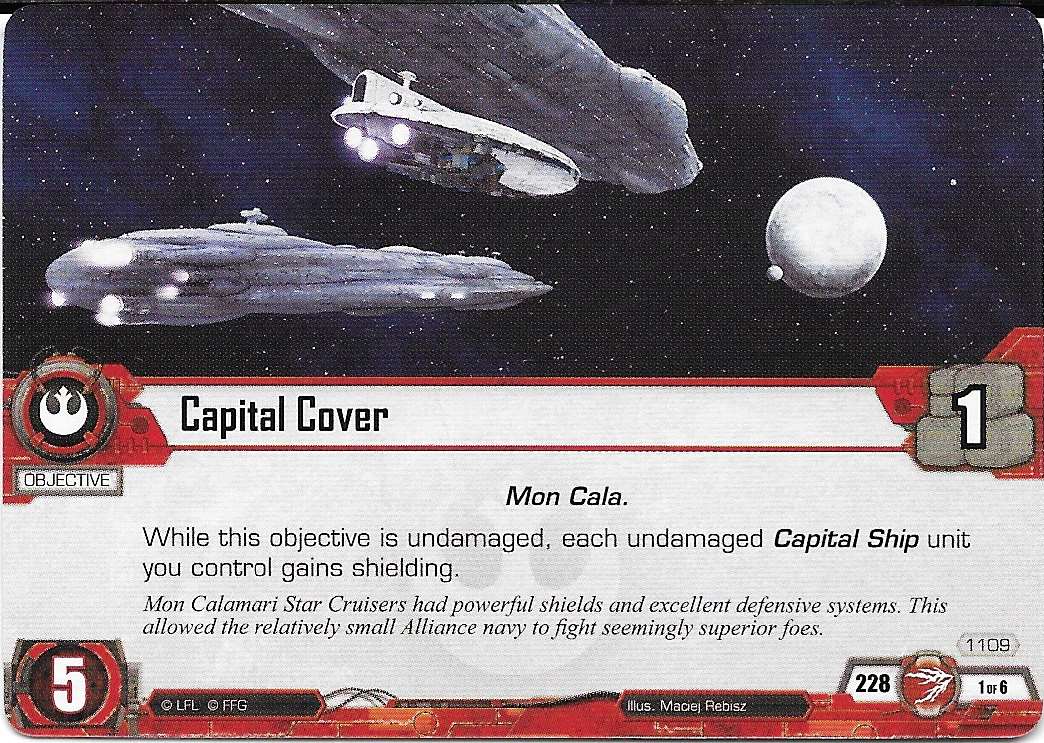 Capital Cover
1
OBJECTIVE
Mon Cala.
While this objective is undamaged, each undamaged Capital Ship unit
you control gains shielding.
Mon Calamari Star Cruisers had powerful shields and excellent defensive systems. This
allowed the relatively small Alliance navy to fight seemingly superior foes.
1109
5
228
1 OF 6
© LFL © FFG
Illus. Maciej Rebisz